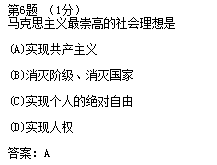 第6题 （1分）
马克思主义最崇高的社会理想是
(A)实现共产主义
(B)消灭阶级、消灭国家
(C)实现个人的绝对自由
(D)实现人权
答案: A